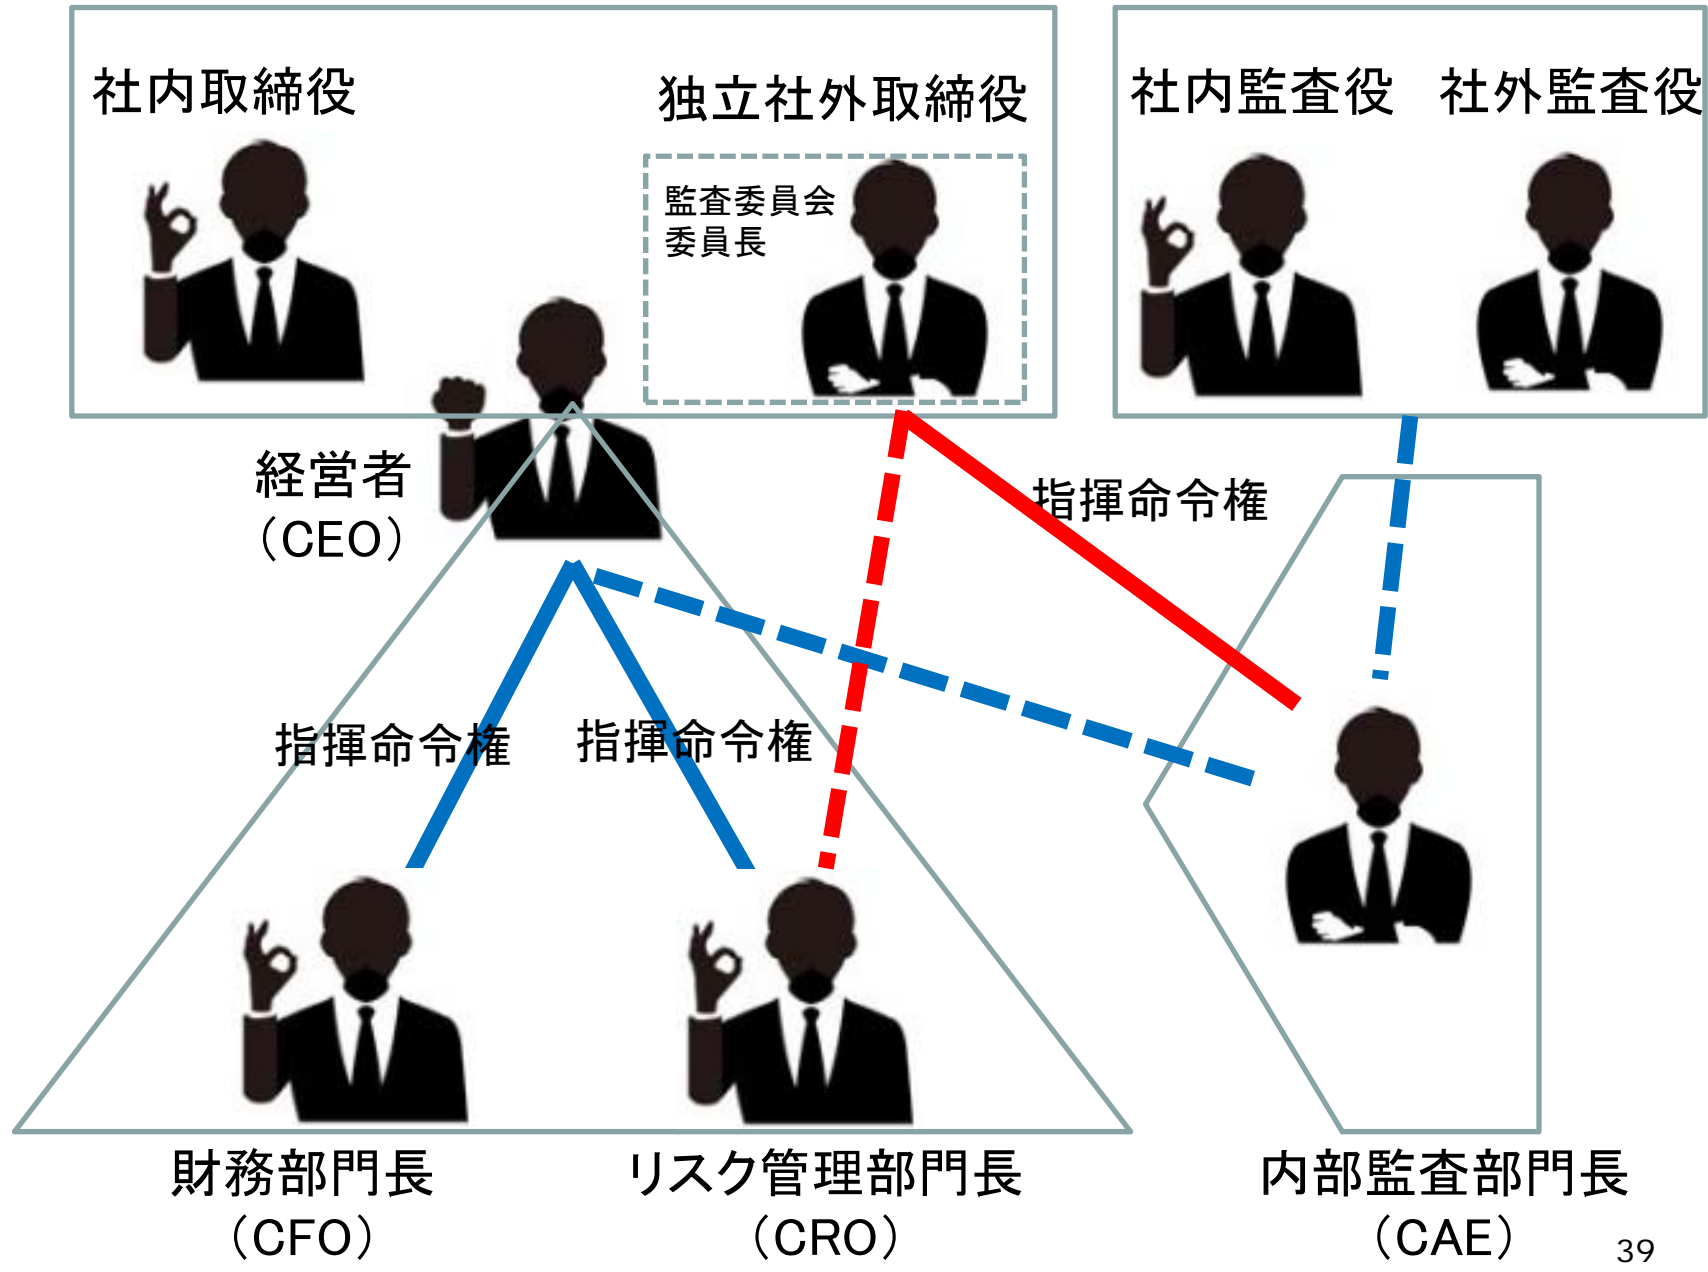 社内取締役
独立社外取締役
社内監査役
社外監査役
監査委員会
委員長
経営者
（CEO）
指揮命令権
指揮命令権
指揮命令権
財務部門長
（CFO）
リスク管理部門長
（CRO）
内部監査部門長
（CAE）
39